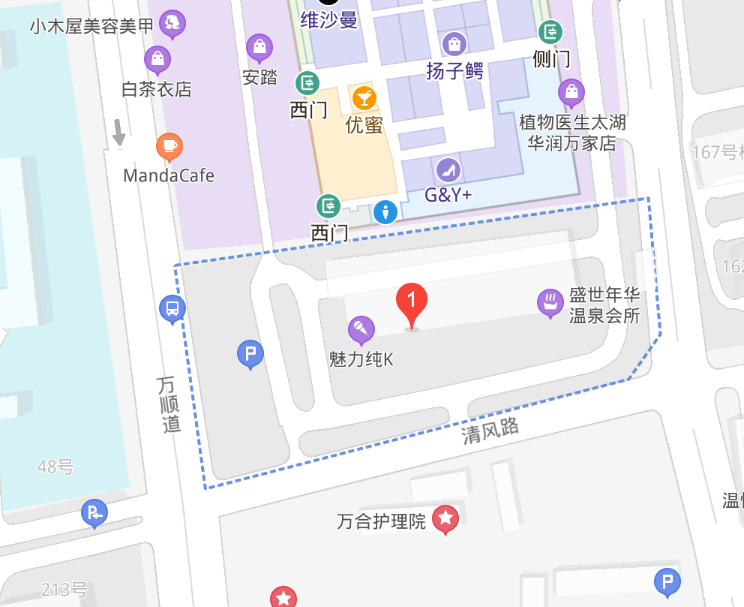 小木屋美容美甲
维沙曼
白茶衣店
安踏
扬子鳄
侧门
西门
优蜜
植物医生太湖
华润万家店
167号
MandaCafe
G&Y+
西门
162
1
盛世年华
温泉会所
P
魅力纯K
万顺道
清风路
48号
P
万合护理院
213号
P